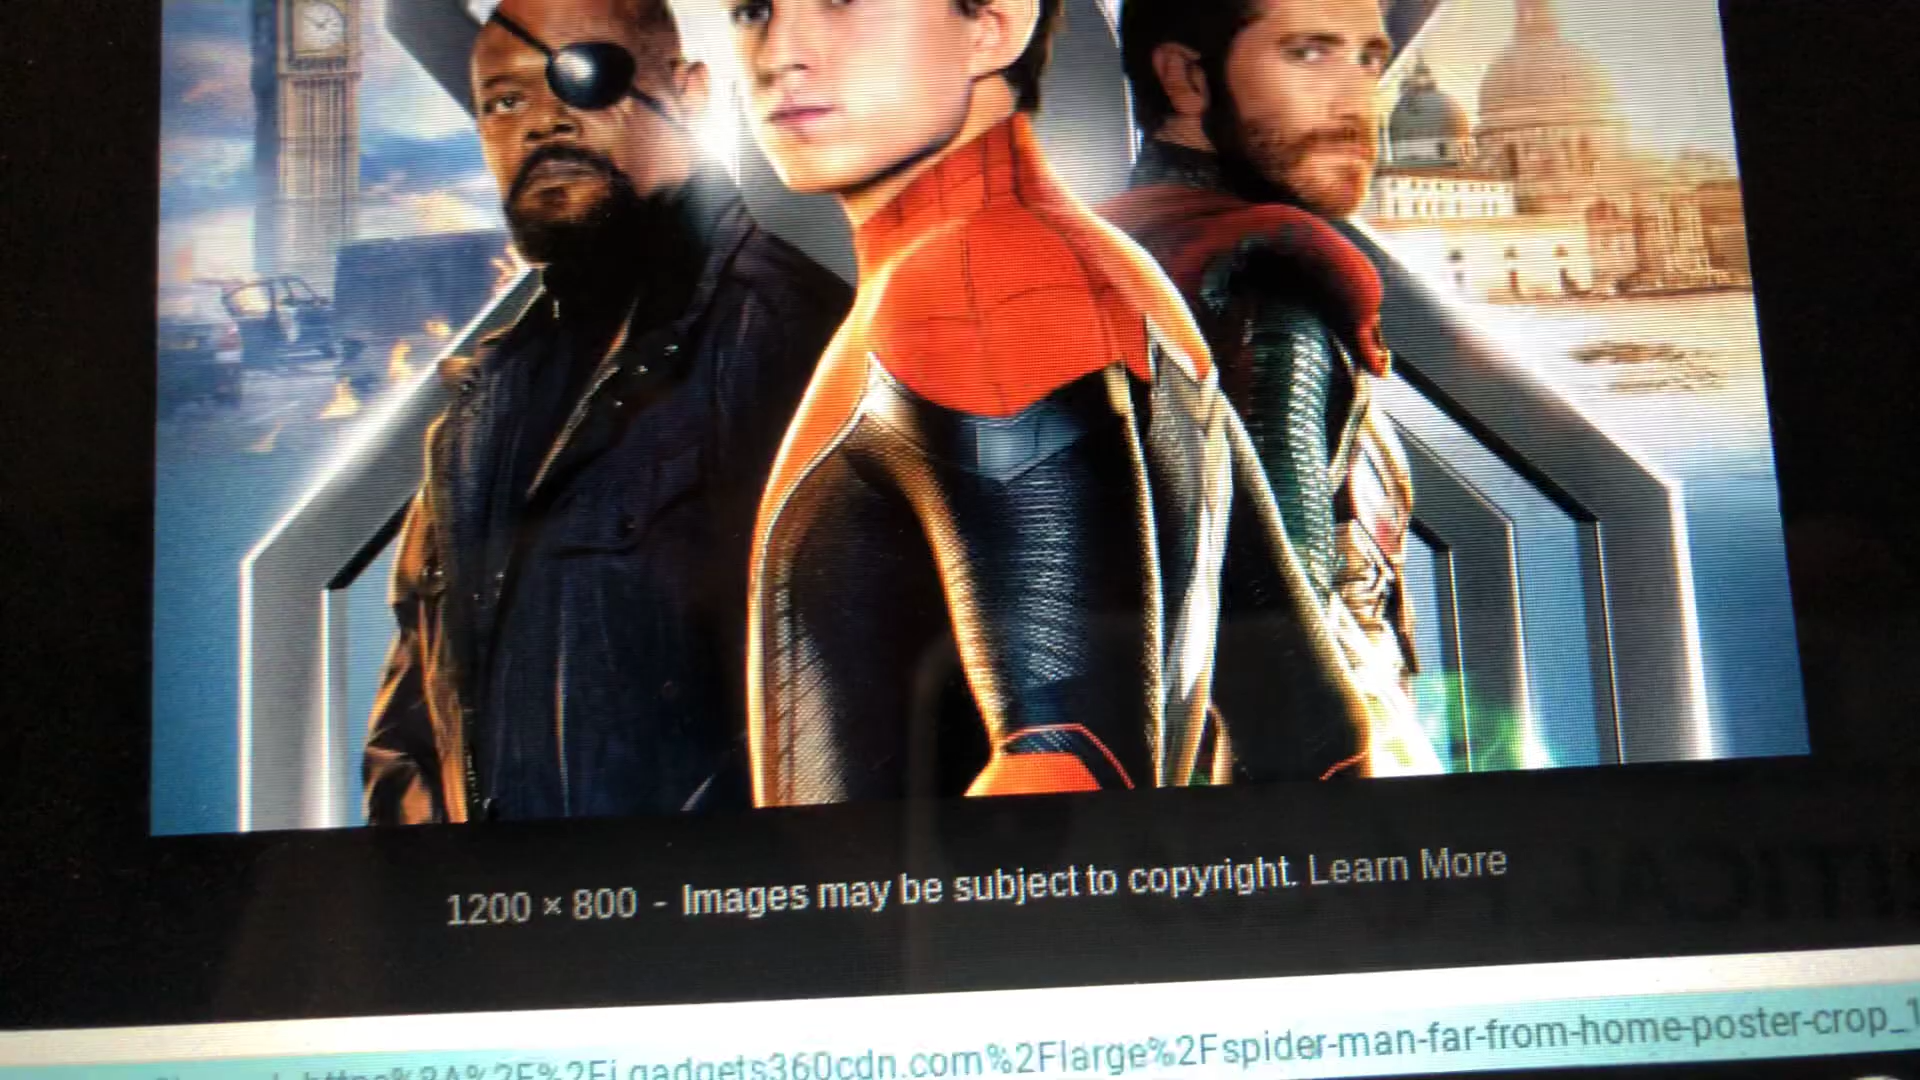 1200 × 800 - Images may be subject to copyright. Learn More
gadgets360cdn.com%2Flarge%2Fspider-man-far-from-home-poster-crop_1